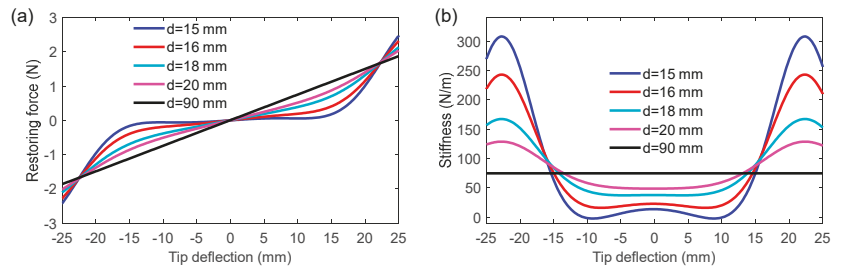 (a)
3
2
1
0
-1
-2
-3
Restoring force (N)
d=15 mm
d=16 mm
d=18 mm
d=20 mm
d=90 mm
-25 -20 -15 -10 -5 0 5 10 15 20 25
Tip deflection (mm)
(b)
300
250
200
150
100
50
0
Stiffness (N/m)
d=15 mm
d=16 mm
d=18 mm
d=20 mm
d=90 mm
-25 -20 -15 -10 -5 0 5 10 15 20 25
Tip deflection (mm)